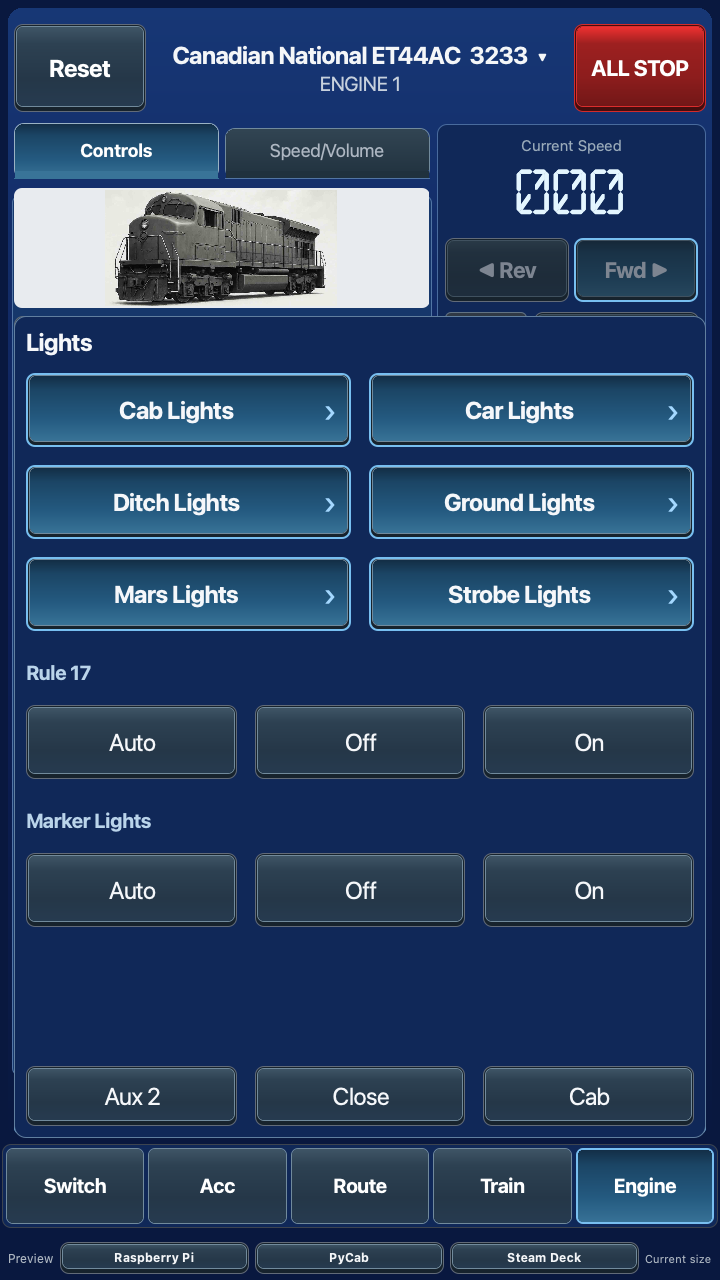 Reset
Canadian National ET44AC 3233 ▼
ENGINE 1
ALL STOP
Controls
Speed/Volume
Current Speed
000
◀ Rev
Fwd ▶
Lights
Cab Lights ›
Car Lights ›
Ditch Lights ›
Ground Lights ›
Mars Lights ›
Strobe Lights ›
Rule 17
Auto
Off
On
Marker Lights
Auto
Off
On
Aux 2
Close
Cab
Switch
Acc
Route
Train
Engine
Preview
Raspberry Pi
PyCab
Steam Deck
Current size